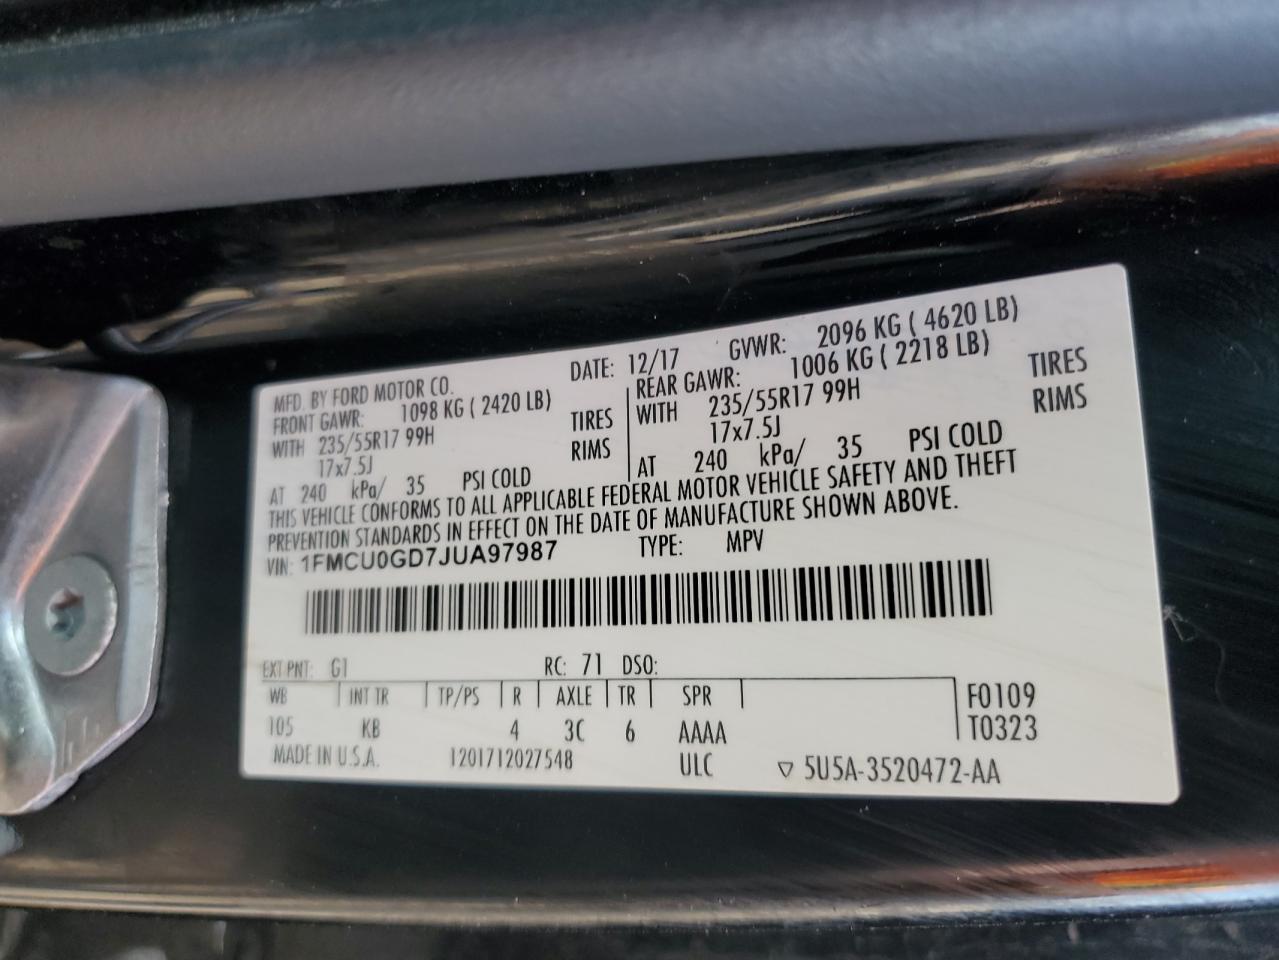 MFD. BY FORD MOTOR CO. DATE: 12/17 GVWR: 2096 KG ( 4620 LB)
FRONT GAWR: 1098 KG ( 2420 LB) REAR GAWR: 1006 KG ( 2218 LB)
WITH 235/55R17 99H TIRES WITH 235/55R17 99H TIRES
17x7.5J RIMS 17x7.5J RIMS
AT 240 kPa/ 35 PSI COLD AT 240 kPa/ 35 PSI COLD
THIS VEHICLE CONFORMS TO ALL APPLICABLE FEDERAL MOTOR VEHICLE SAFETY AND THEFT
PREVENTION STANDARDS IN EFFECT ON THE DATE OF MANUFACTURE SHOWN ABOVE.
VIN: 1FMCU0GD7JUA97987 TYPE: MPV
EXT PNT: G1 RC: 71 DSO:
WB INT TR TP/PS R AXLE TR SPR F0109
105 KB 4 3C 6 AAAA T0323
MADE IN U.S.A. 1201712027548 ULC ▽ 5U5A-3520472-AA